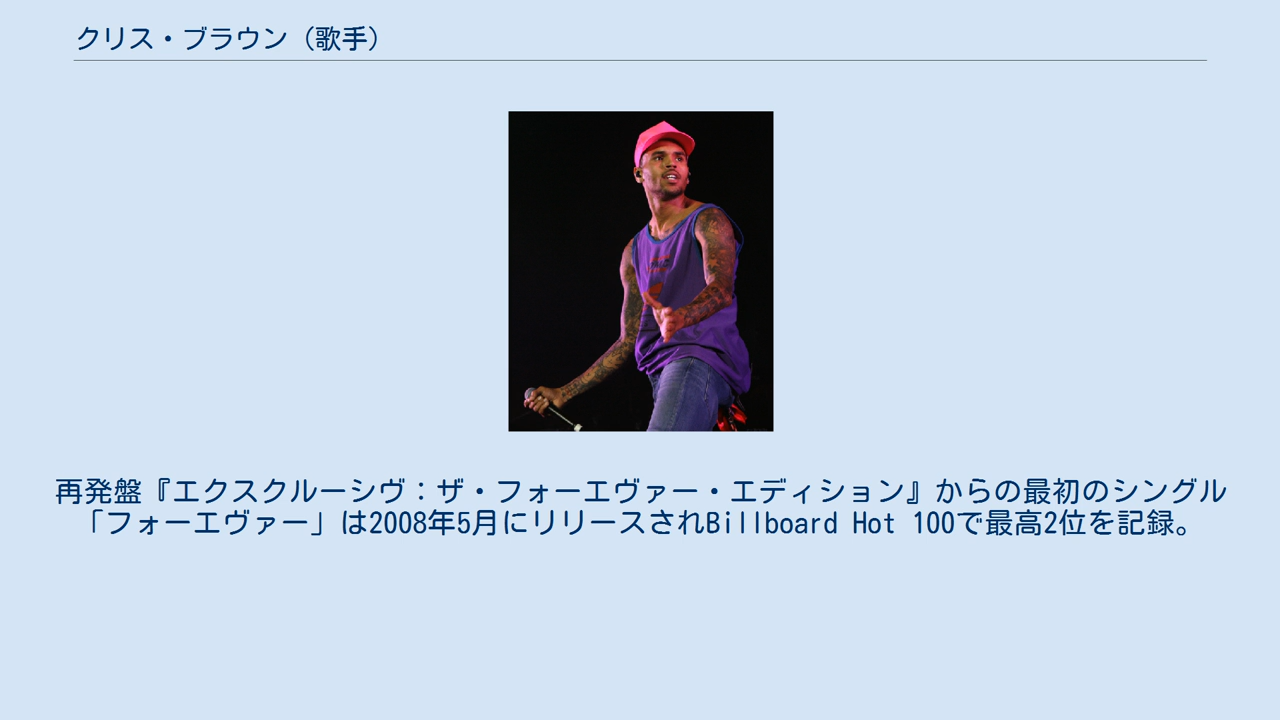 クリス・ブラウン（歌手）
再発盤『エクスクルーシヴ：ザ・フォーエヴァー・エディション』からの最初のシングル
「フォーエヴァー」は2008年5月にリリースされBillboard Hot 100で最高2位を記録。